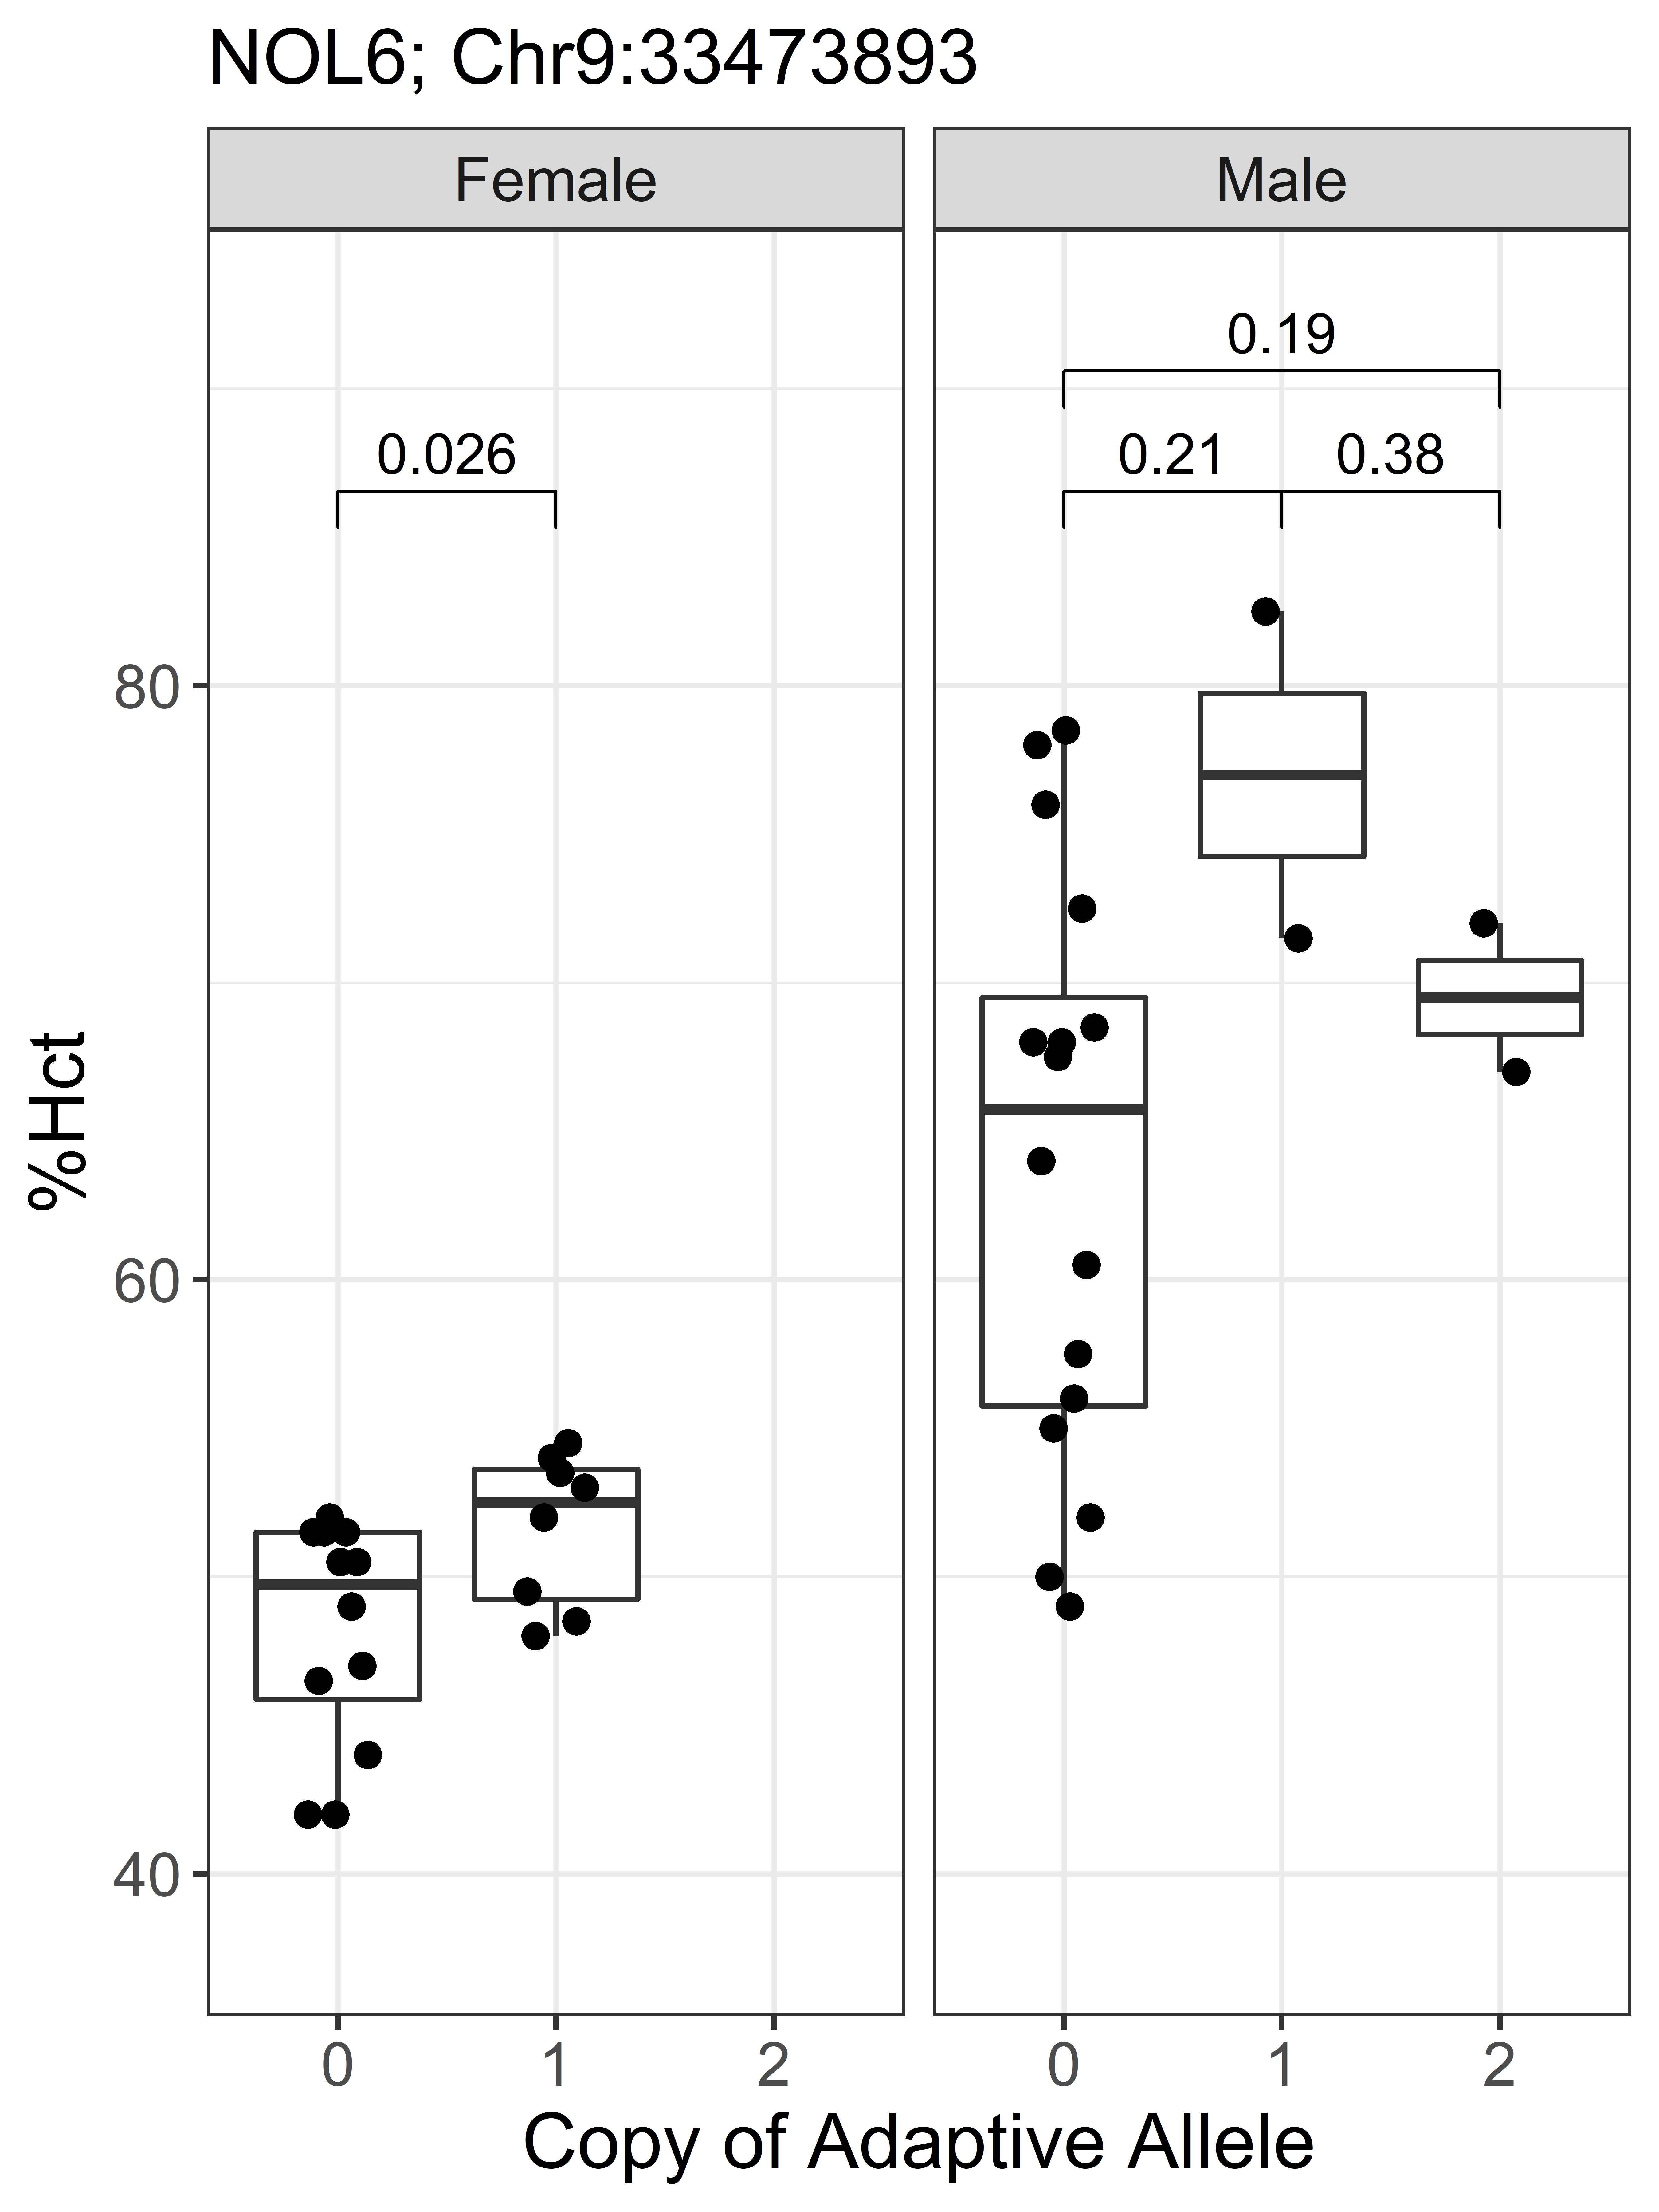 NOL6; Chr9:33473893
Female
Male
0.19
0.026
0.21
0.38
80
60
40
%Hct
0 1 2
0 1 2
Copy of Adaptive Allele